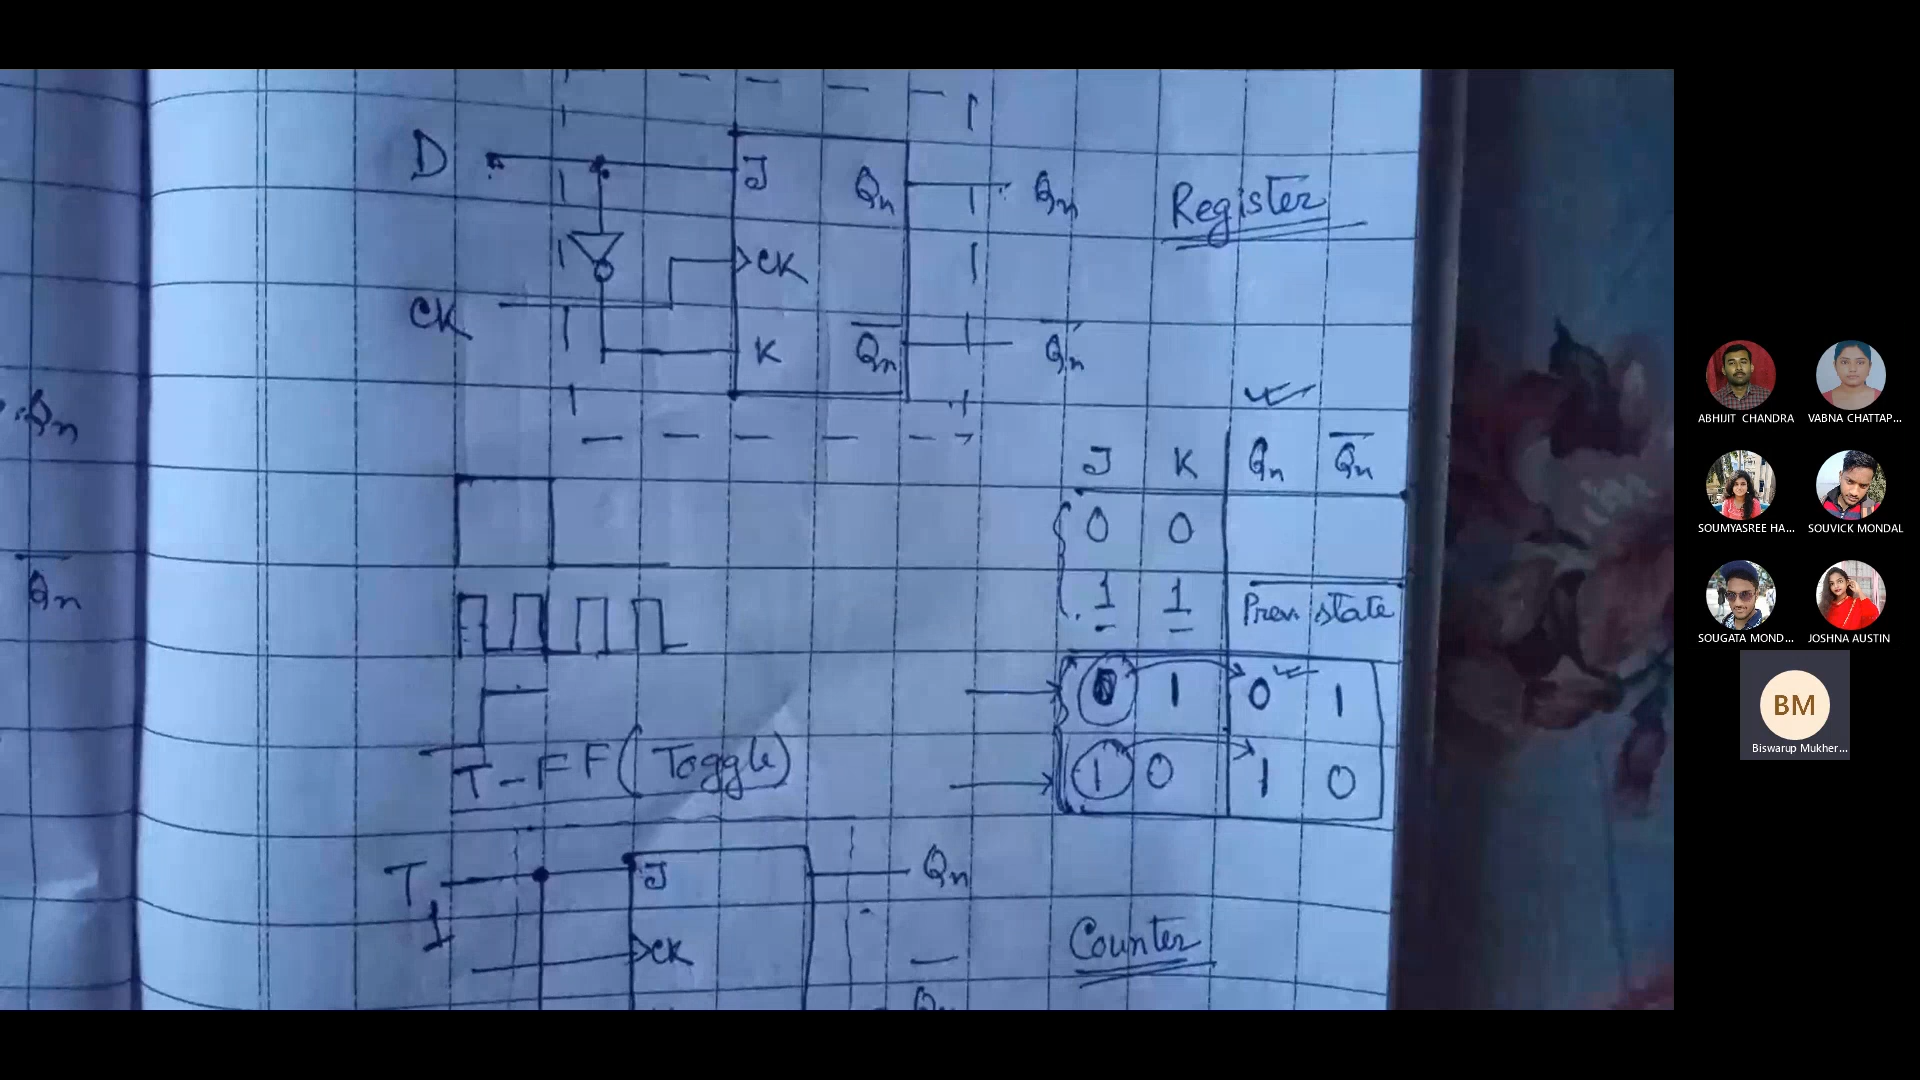 D
J
Qn
Qn
Register
CK
CK
K
Qn
Qn
Qn
J K Qn Qn
0 0
1 1 Prev state
Qn
0 1 0 1
T-FF (Toggle)
1 0 1 0
T
J
Qn
1
CK
Counter
Qn
ABHIJIT CHANDRA
VABNA CHATTAP...
SOUMYASREE HA...
SOUVICK MONDAL
SOUGATA MOND...
JOSHNA AUSTIN
BM
Biswarup Mukher...